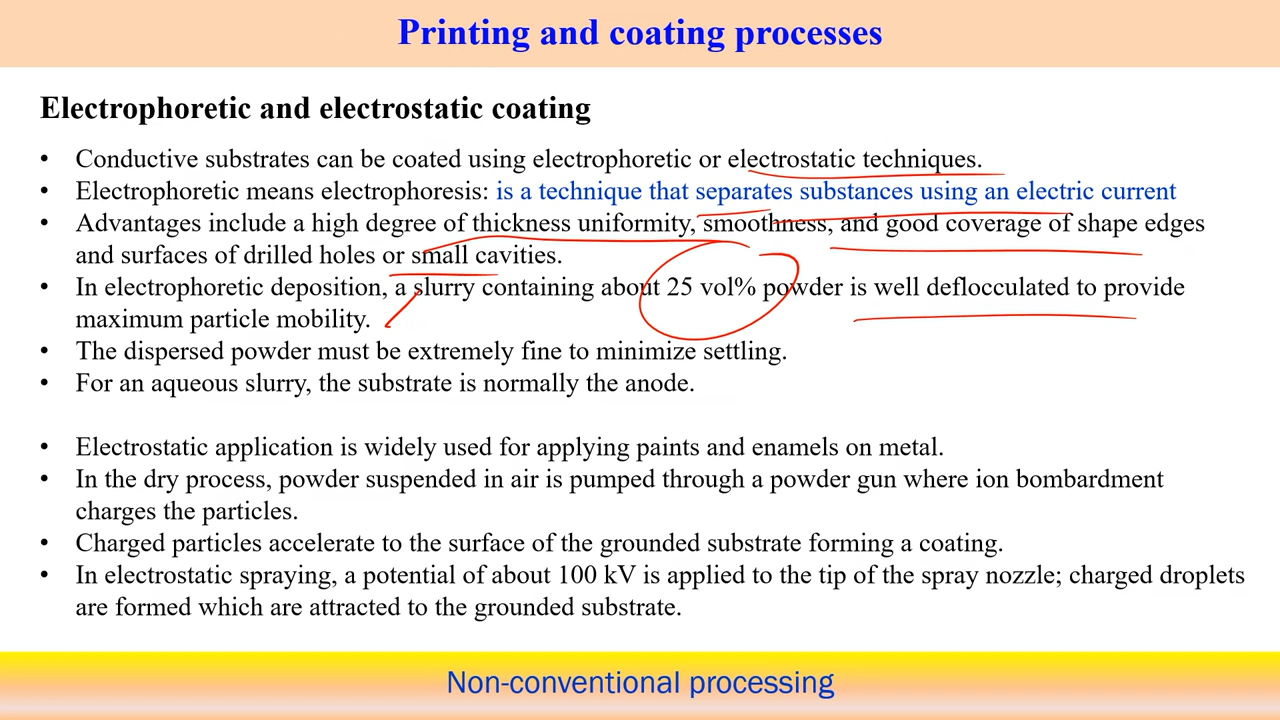 Printing and coating processes
Electrophoretic and electrostatic coating
• Conductive substrates can be coated using electrophoretic or electrostatic techniques.
• Electrophoretic means electrophoresis: is a technique that separates substances using an electric current
• Advantages include a high degree of thickness uniformity, smoothness, and good coverage of shape edges
and surfaces of drilled holes or small cavities.
• In electrophoretic deposition, a slurry containing about 25 vol% powder is well deflocculated to provide
maximum particle mobility.
• The dispersed powder must be extremely fine to minimize settling.
• For an aqueous slurry, the substrate is normally the anode.
• Electrostatic application is widely used for applying paints and enamels on metal.
• In the dry process, powder suspended in air is pumped through a powder gun where ion bombardment
charges the particles.
• Charged particles accelerate to the surface of the grounded substrate forming a coating.
• In electrostatic spraying, a potential of about 100 kV is applied to the tip of the spray nozzle; charged droplets
are formed which are attracted to the grounded substrate.
Non-conventional processing